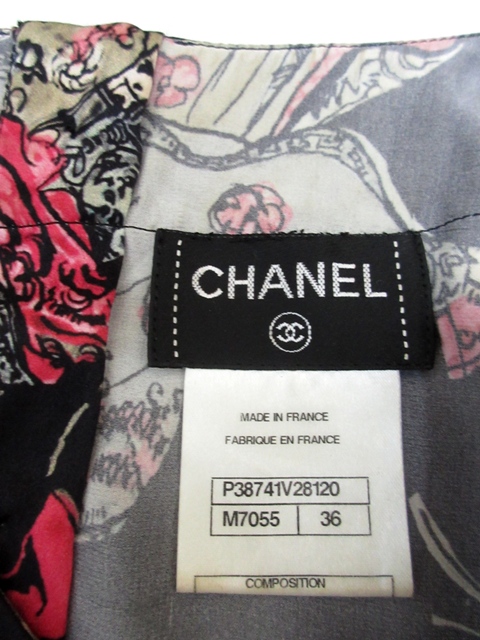 CHANEL
MADE IN FRANCE
FABRIQUE EN FRANCE
P38741V28120
M7055 36
COMPOSITION